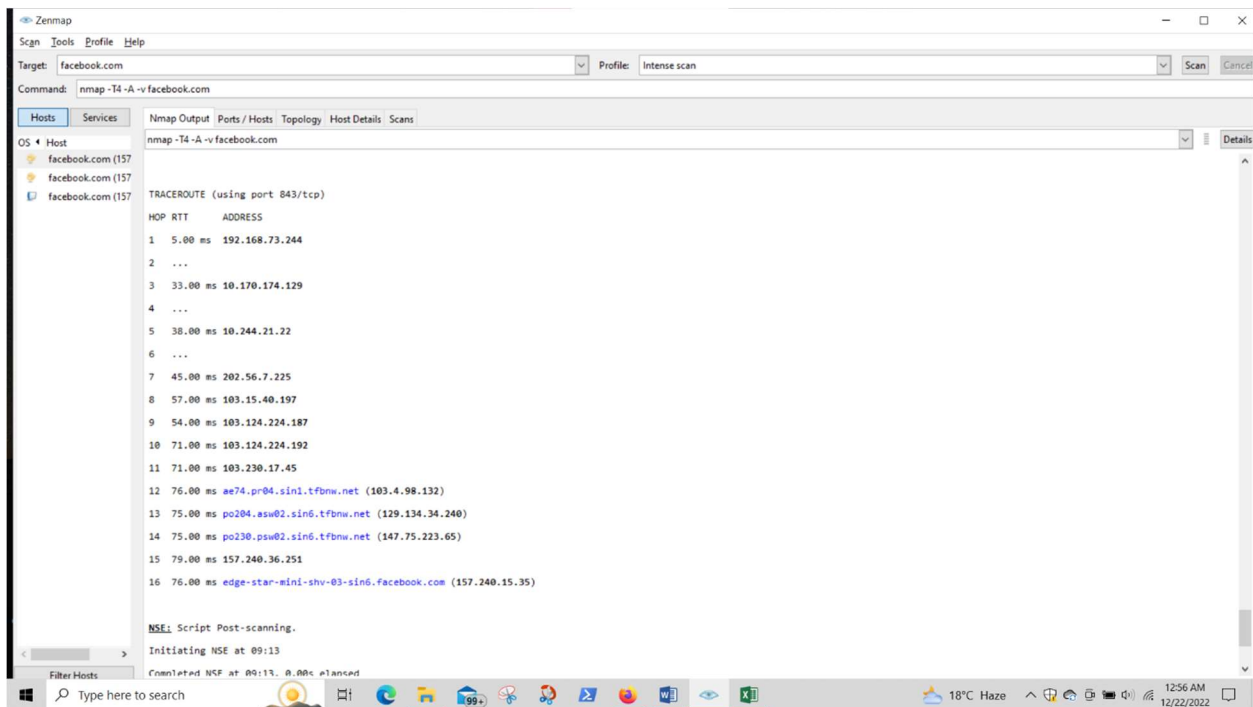 Zenmap
Scan Tools Profile Help
Target: facebook.com Profile: Intense scan Scan Cancel
Command: nmap -T4 -A -v facebook.com
Hosts Services Nmap Output Ports / Hosts Topology Host Details Scans
OS Host nmap -T4 -A -v facebook.com Details
facebook.com (157
facebook.com (157
facebook.com (157
TRACEROUTE (using port 843/tcp)
HOP RTT ADDRESS
1 5.00 ms 192.168.73.244
2 ...
3 33.00 ms 10.170.174.129
4 ...
5 38.00 ms 10.244.21.22
6 ...
7 45.00 ms 202.56.7.225
8 57.00 ms 103.15.40.197
9 54.00 ms 103.124.224.187
10 71.00 ms 103.124.224.192
11 71.00 ms 103.230.17.45
12 76.00 ms ae74.pr04.sin1.tfbnw.net (103.4.98.132)
13 75.00 ms po204.asw02.sin6.tfbnw.net (129.134.34.240)
14 75.00 ms po230.psw02.sin6.tfbnw.net (147.75.223.65)
15 79.00 ms 157.240.36.251
16 76.00 ms edge-star-mini-shv-03-sin6.facebook.com (157.240.15.35)
NSE: Script Post-scanning.
Initiating NSE at 09:13
Completed NSE at 09:13, 0.00s elapsed
Filter Hosts
Type here to search 99+ 18°C Haze 12:56 AM
12/22/2022